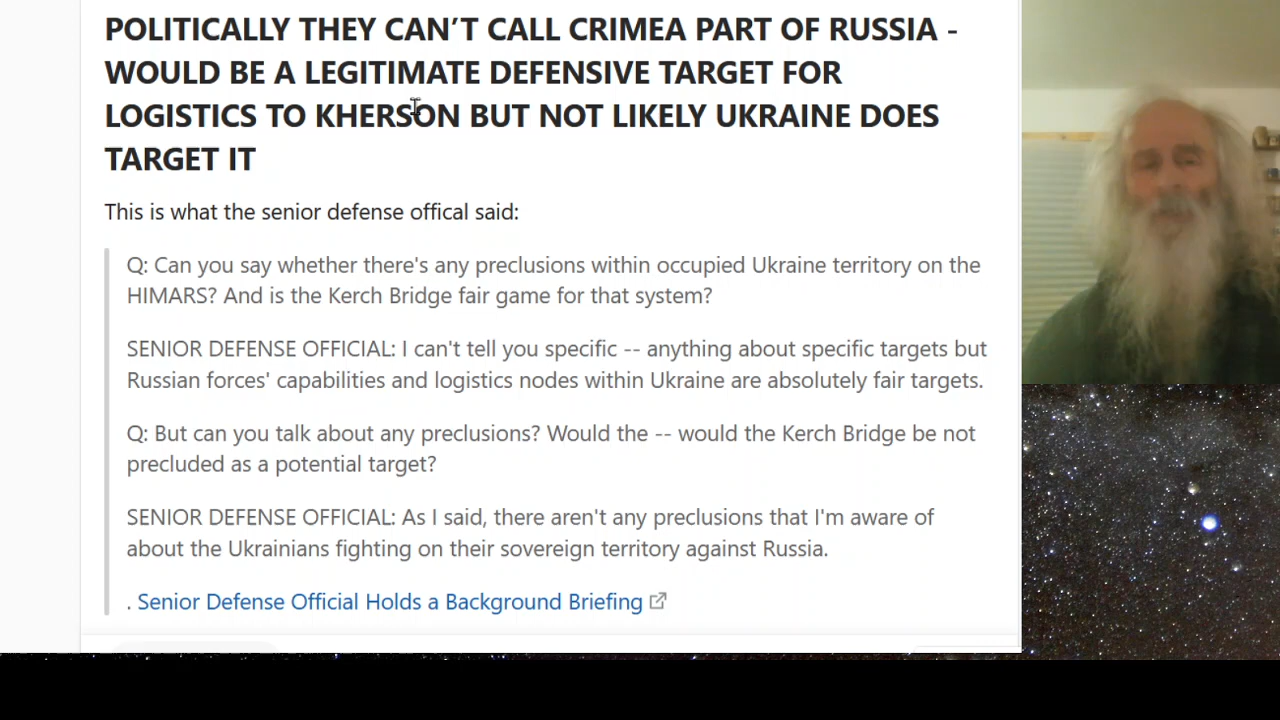 POLITICALLY THEY CAN’T CALL CRIMEA PART OF RUSSIA -
WOULD BE A LEGITIMATE DEFENSIVE TARGET FOR
LOGISTICS TO KHERSON BUT NOT LIKELY UKRAINE DOES
TARGET IT
This is what the senior defense offical said:
Q: Can you say whether there's any preclusions within occupied Ukraine territory on the
HIMARS? And is the Kerch Bridge fair game for that system?
SENIOR DEFENSE OFFICIAL: I can't tell you specific -- anything about specific targets but
Russian forces' capabilities and logistics nodes within Ukraine are absolutely fair targets.
Q: But can you talk about any preclusions? Would the -- would the Kerch Bridge be not
precluded as a potential target?
SENIOR DEFENSE OFFICIAL: As I said, there aren't any preclusions that I'm aware of
about the Ukrainians fighting on their sovereign territory against Russia.
. Senior Defense Official Holds a Background Briefing